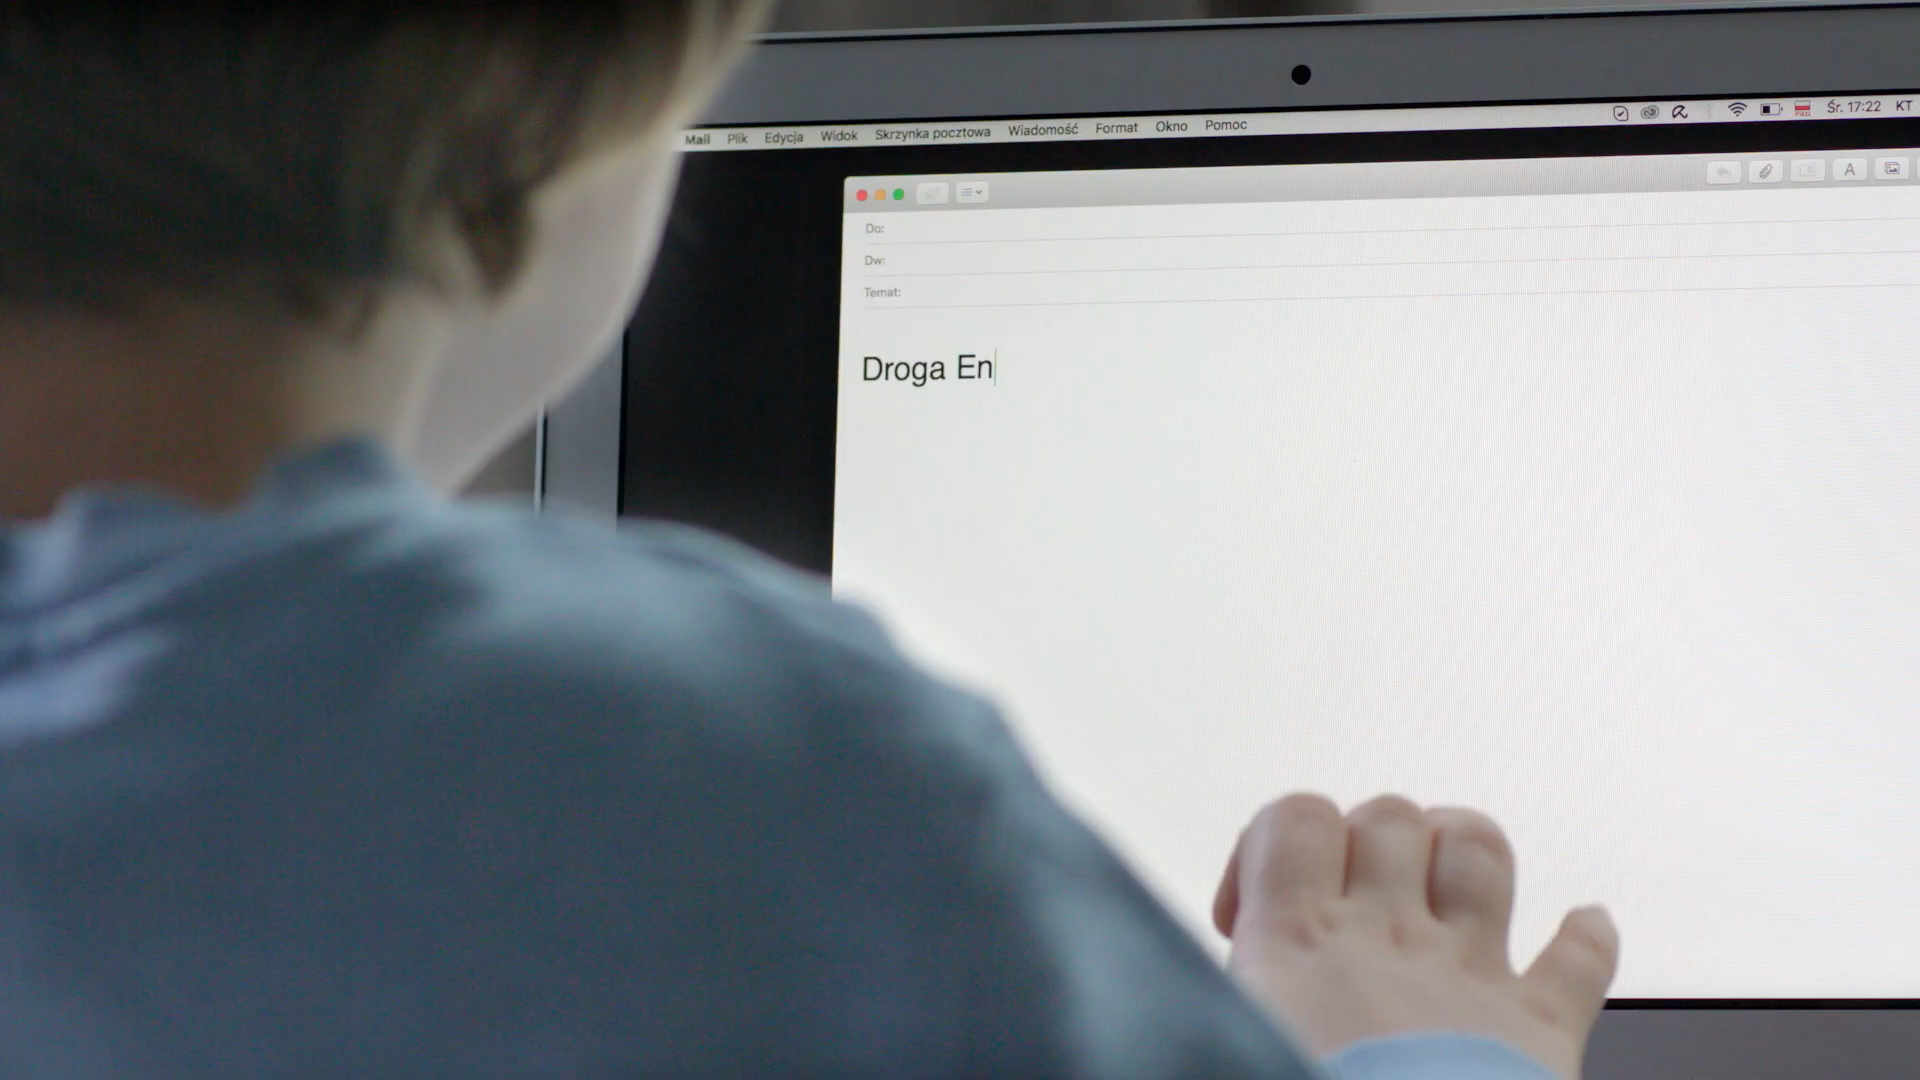 Mail Plik Edycja Widok Skrzynka pocztowa Wiadomość Format Okno Pomoc Śr. 17:22 KT
A
Do:
Dw:
Temat:
Droga En